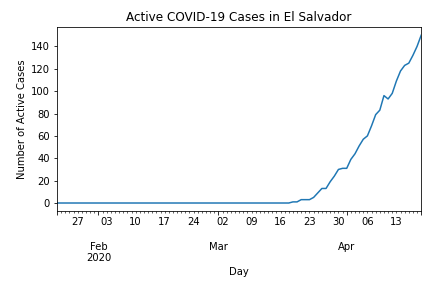 Active COVID-19 Cases in El Salvador
140
120
100
80
60
40
20
0
Number of Active Cases
27 03 10 17 24 02 09 16 23 30 06 13
Feb Mar Apr
2020
Day